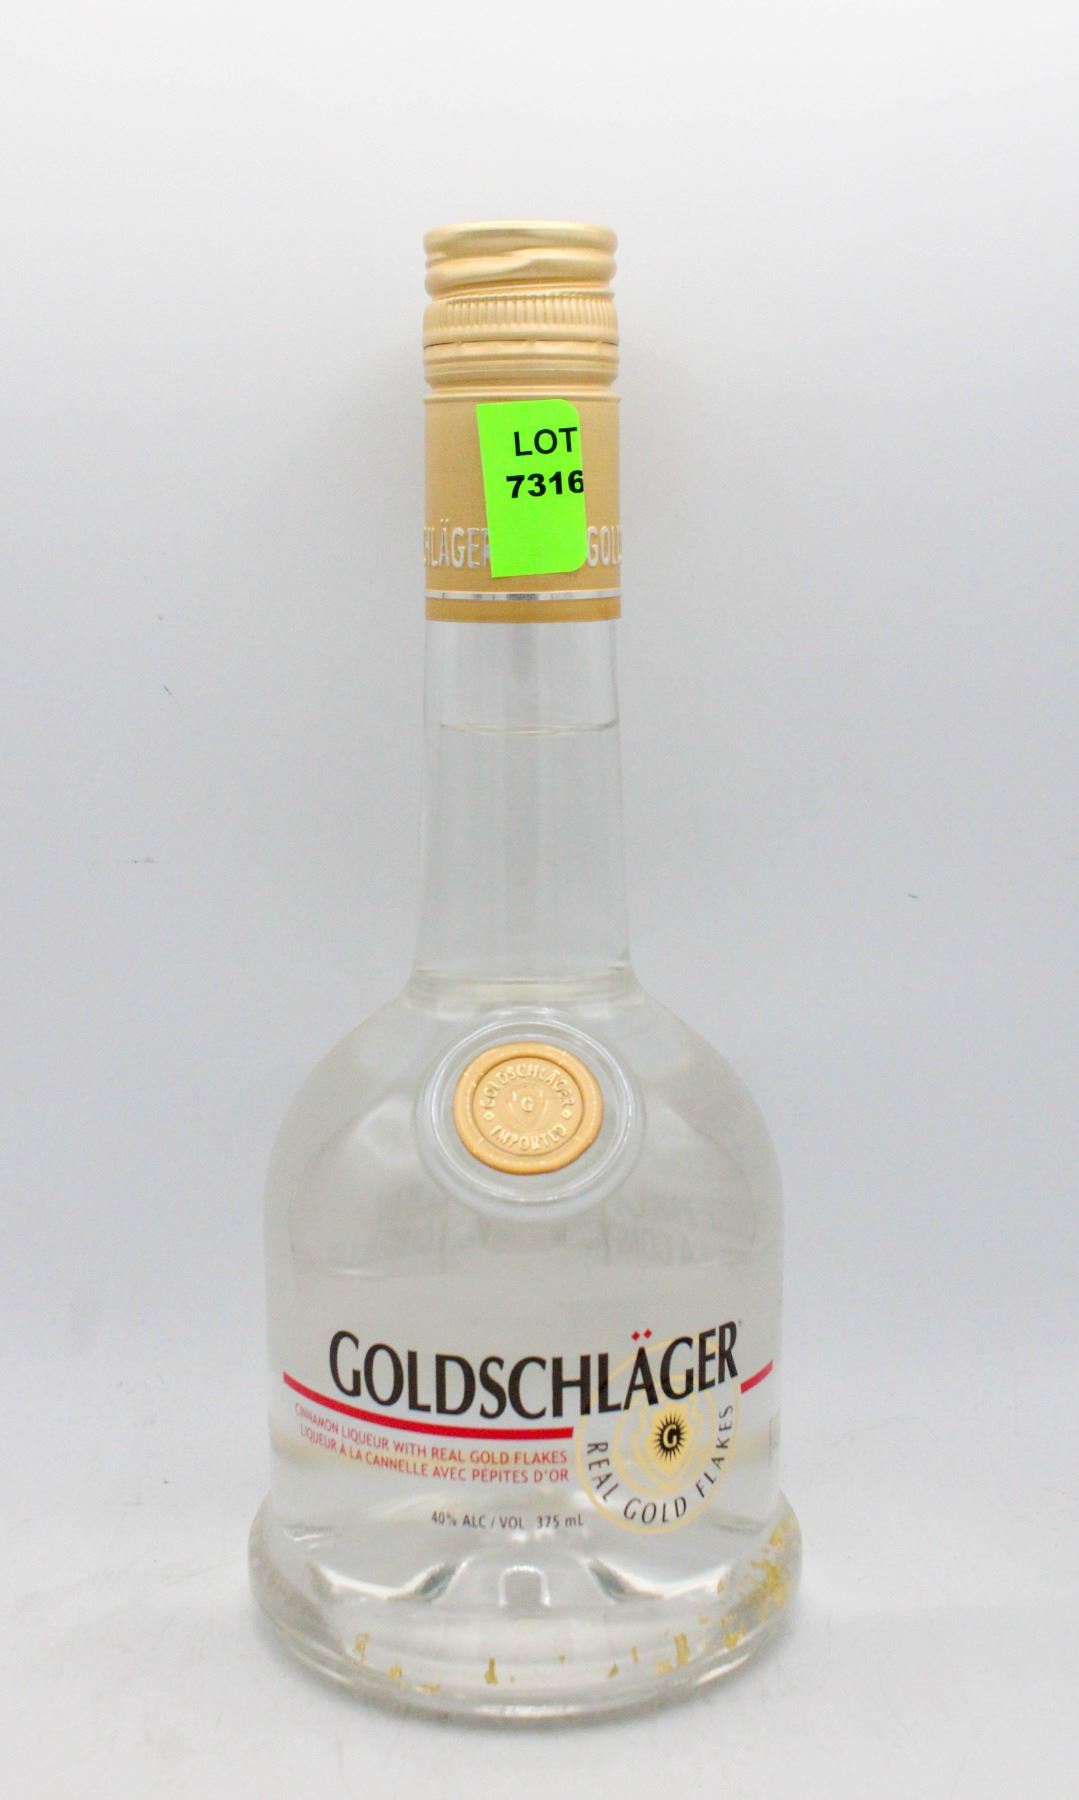 LOT
7316
GOLDSCHLÄGER
G
IMPORTED
GOLDSCHLÄGER
CINNAMON LIQUEUR WITH REAL GOLD FLAKES
LIQUEUR À LA CANNELLE AVEC PÉPITES D'OR
G
REAL GOLD FLAKES
40% ALC / VOL 375 mL